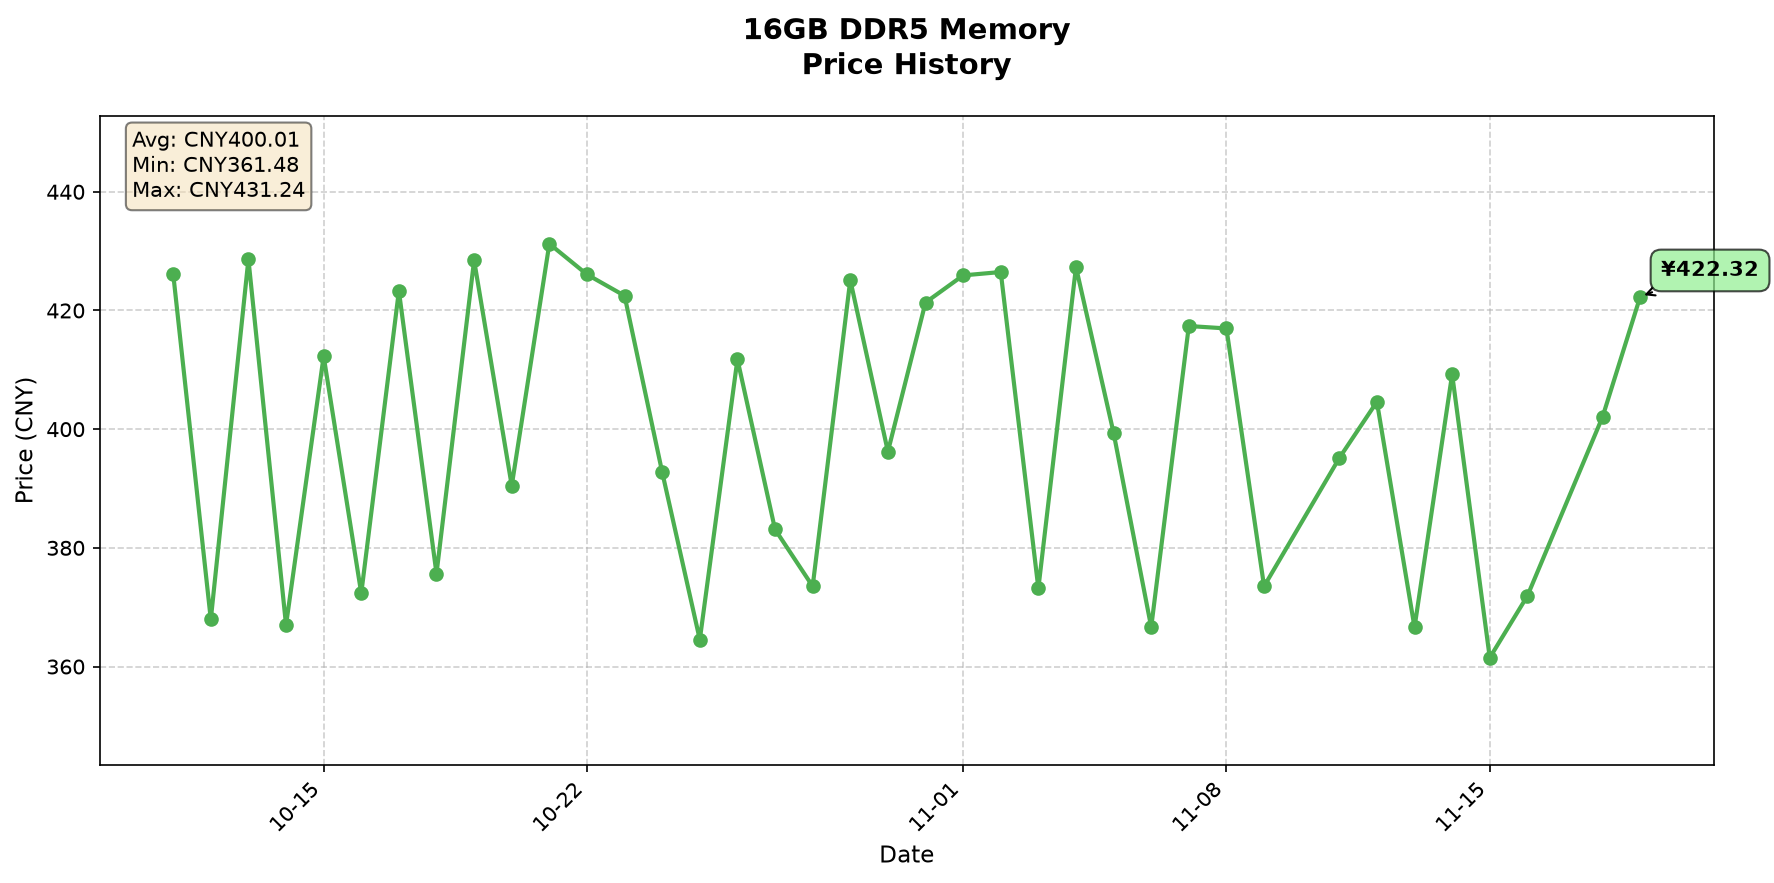 16GB DDR5 Memory
Price History
Avg: CNY400.01
Min: CNY361.48
Max: CNY431.24
¥422.32
Price (CNY)
440
420
400
380
360
10-15
10-22
11-01
11-08
11-15
Date